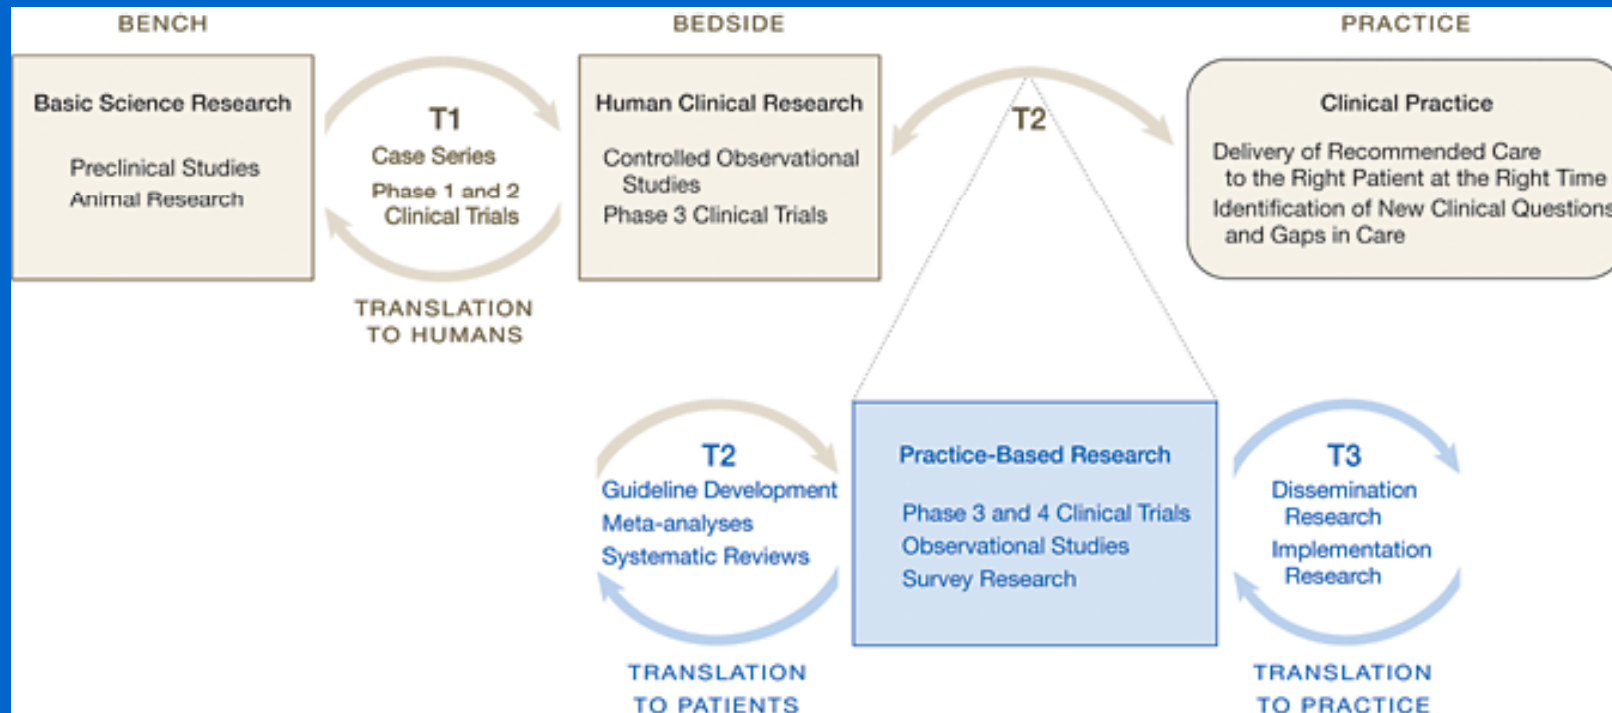 BENCH
BEDSIDE
PRACTICE
Basic Science Research
Preclinical Studies
Animal Research
T1
Case Series
Phase 1 and 2
Clinical Trials
TRANSLATION
TO HUMANS
Human Clinical Research
Controlled Observational
Studies
Phase 3 Clinical Trials
T2
Clinical Practice
Delivery of Recommended Care
to the Right Patient at the Right Time
Identification of New Clinical Questions
and Gaps in Care
T2
Guideline Development
Meta-analyses
Systematic Reviews
TRANSLATION
TO PATIENTS
Practice-Based Research
Phase 3 and 4 Clinical Trials
Observational Studies
Survey Research
T3
Dissemination
Research
Implementation
Research
TRANSLATION
TO PRACTICE